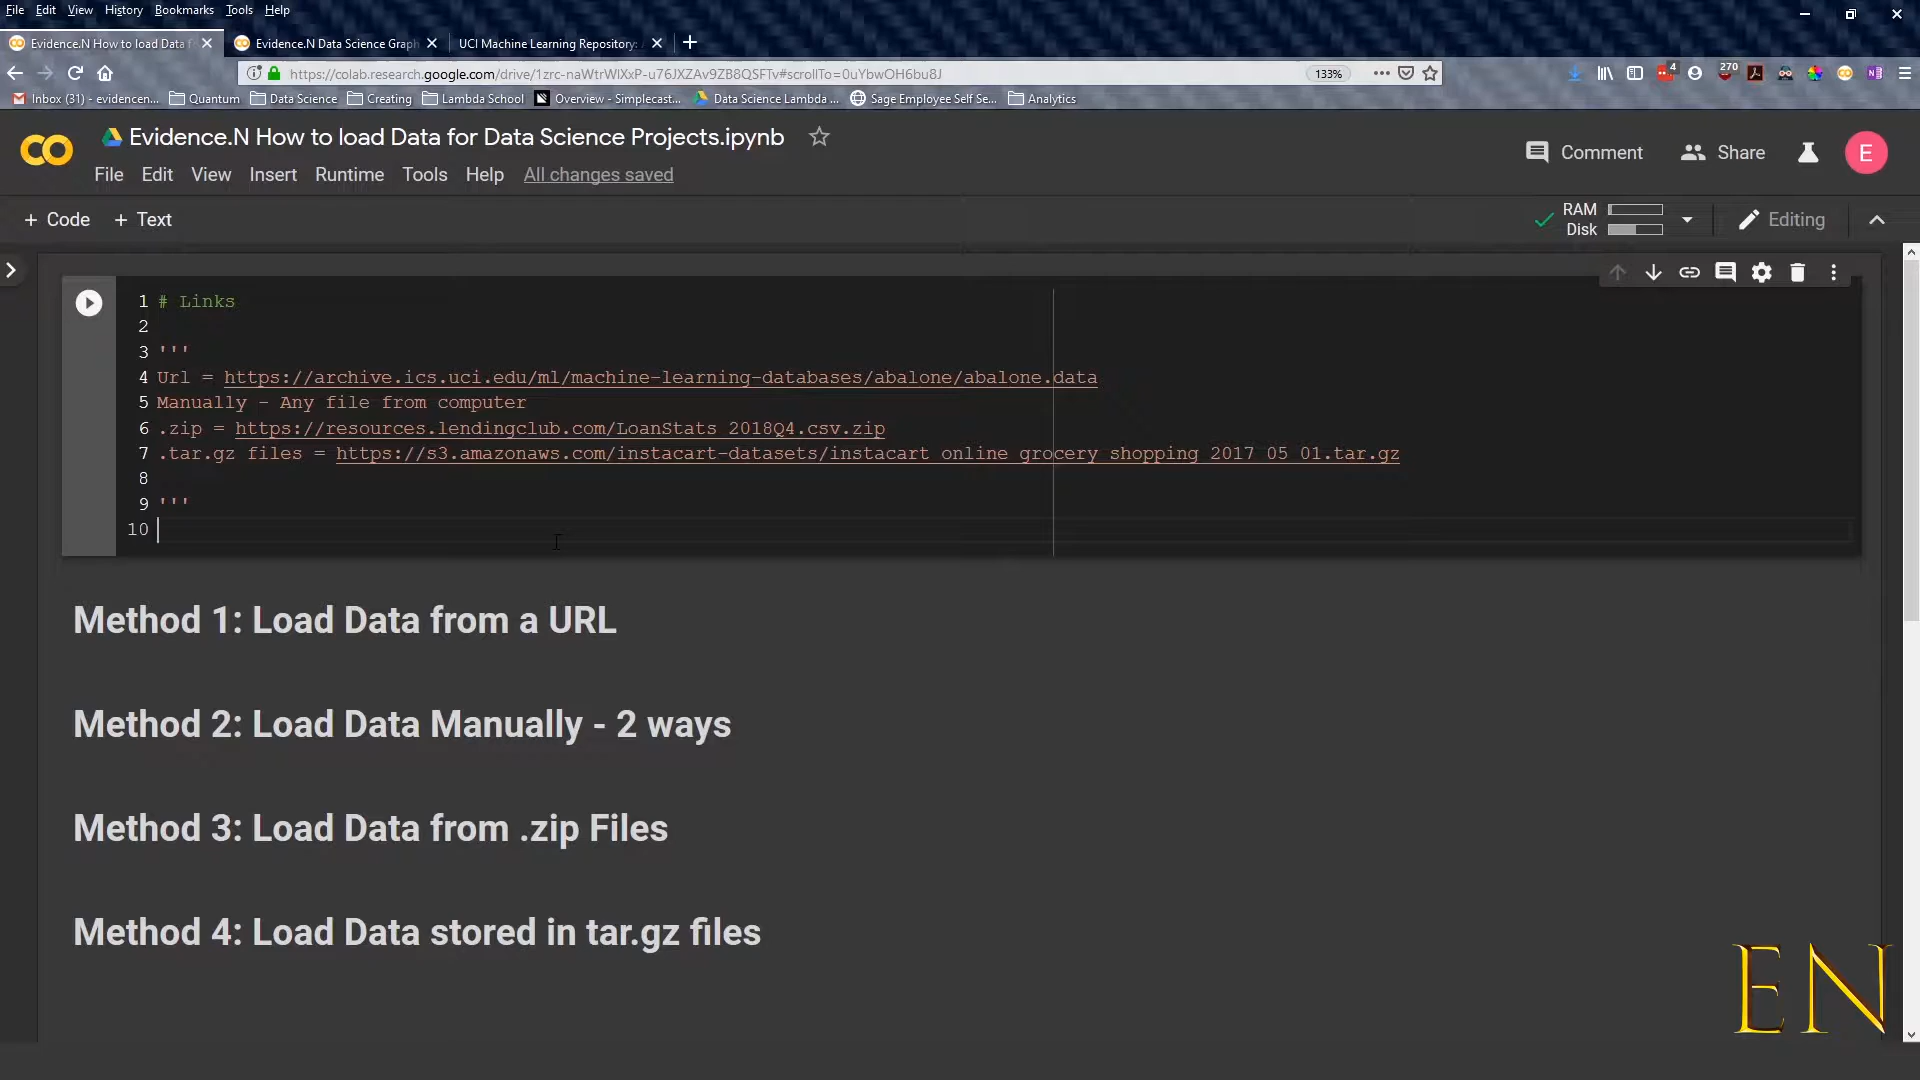 File Edit View History Bookmarks Tools Help
Evidence.N How to load Data f
Evidence.N Data Science Graph
UCI Machine Learning Repository:
https://colab.research.google.com/drive/1zrc-naWtrWlXxP-u76JXZAv9ZB8QSFTv#scrollTo=0uYbwOH6bu8J
133%
4
270
Inbox (31) - evidencen... Quantum Data Science Creating Lambda School Overview - Simplecast... Data Science Lambda ... Sage Employee Self Se... Analytics
Evidence.N How to load Data for Data Science Projects.ipynb
Comment
Share
E
File Edit View Insert Runtime Tools Help All changes saved
+ Code + Text
RAM
Disk
Editing
1 # Links
2
3 '''
4 Url = https://archive.ics.uci.edu/ml/machine-learning-databases/abalone/abalone.data
5 Manually - Any file from computer
6 .zip = https://resources.lendingclub.com/LoanStats_2018Q4.csv.zip
7 .tar.gz files = https://s3.amazonaws.com/instacart-datasets/instacart_online_grocery_shopping_2017_05_01.tar.gz
8
9 '''
10
Method 1: Load Data from a URL
Method 2: Load Data Manually - 2 ways
Method 3: Load Data from .zip Files
Method 4: Load Data stored in tar.gz files
EN